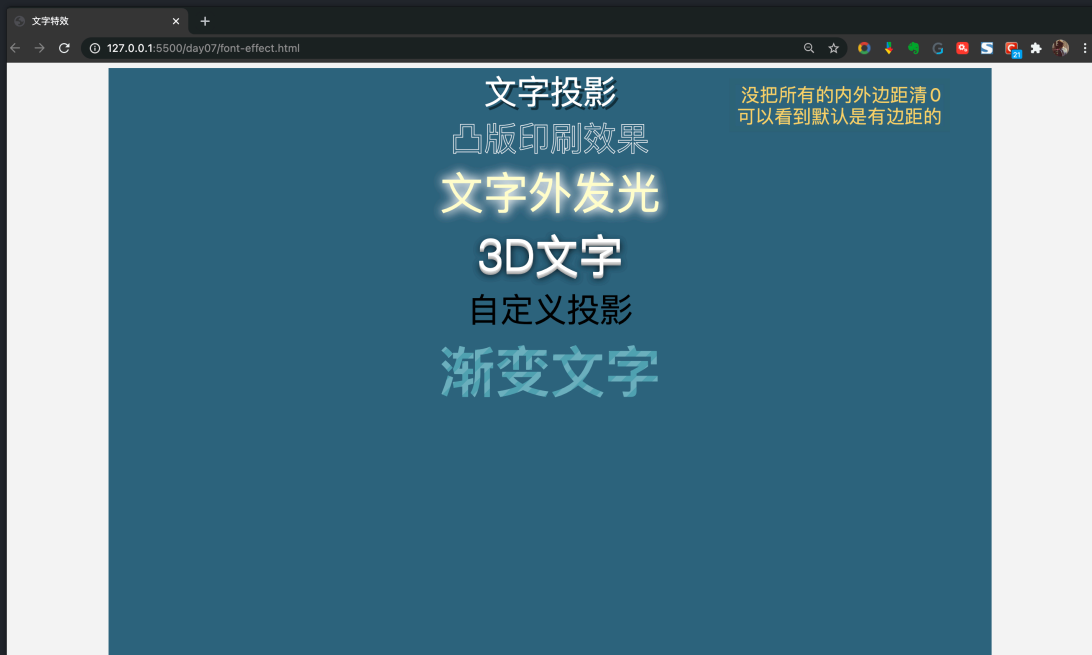 文字特效
127.0.0.1:5500/day07/font-effect.html
21
文字投影
没把所有的内外边距清0
可以看到默认是有边距的
凸版印刷效果
文字外发光
3D文字
自定义投影
渐变文字